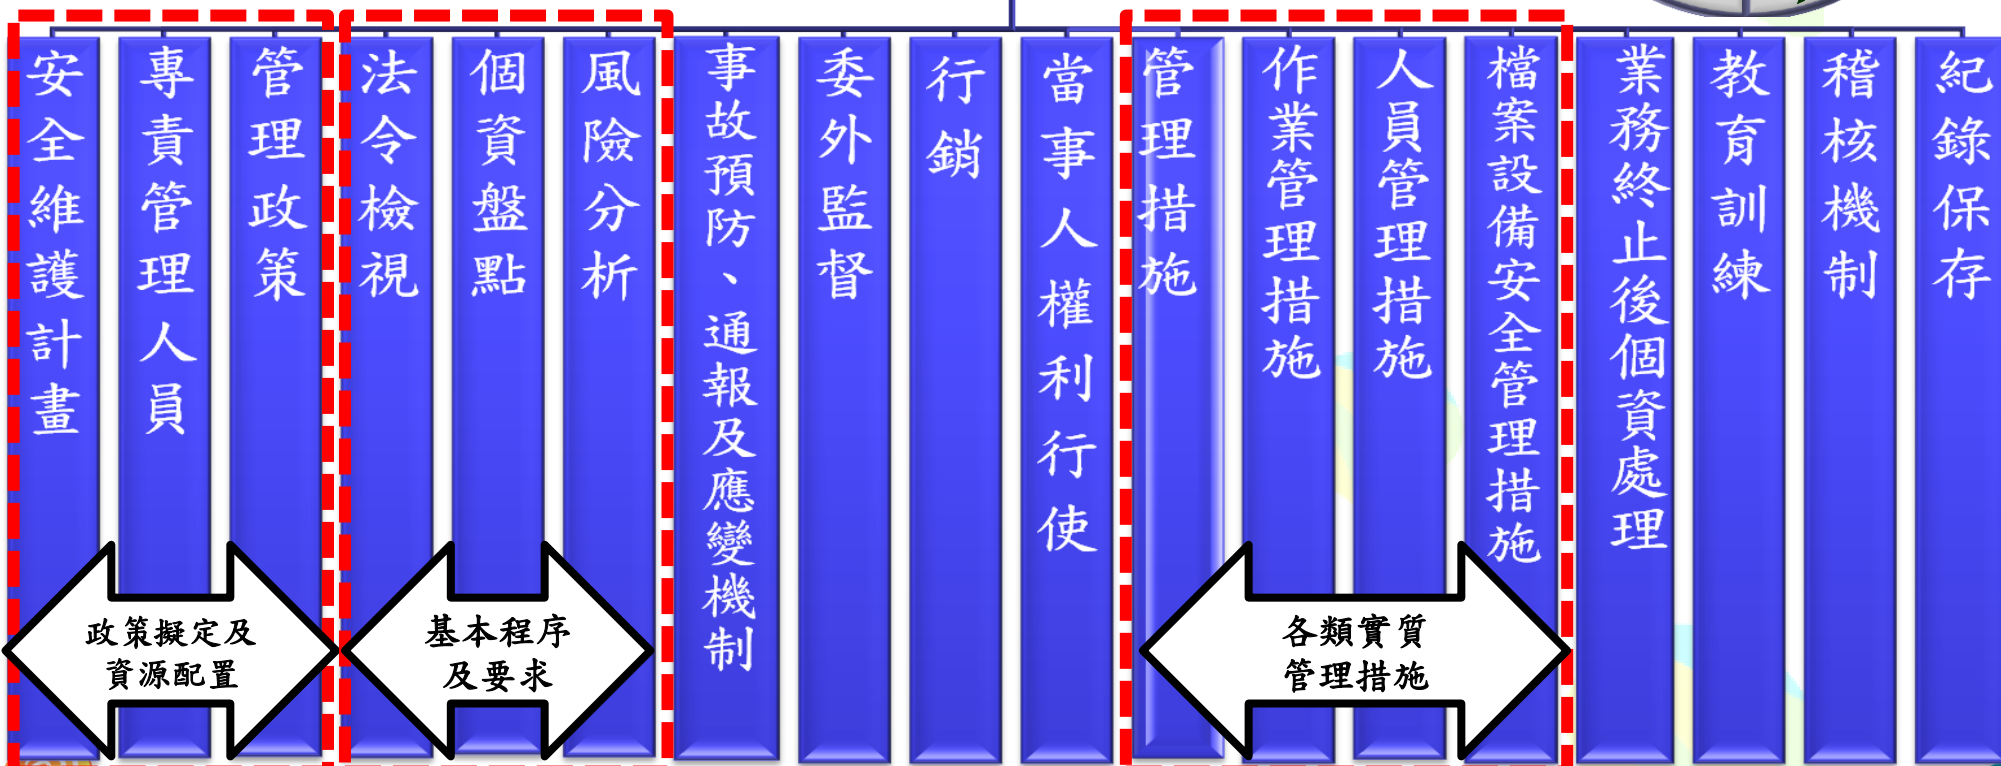 安全維護計畫
專責管理人員
管理政策
法令檢視
個資盤點
風險分析
事故預防、通報及應變機制
委外監督
行銷
當事人權利行使
管理措施
作業管理措施
人員管理措施
檔案設備安全管理措施
業務終止後個資處理
教育訓練
稽核機制
紀錄保存
政策擬定及
資源配置
基本程序
及要求
各類實質
管理措施